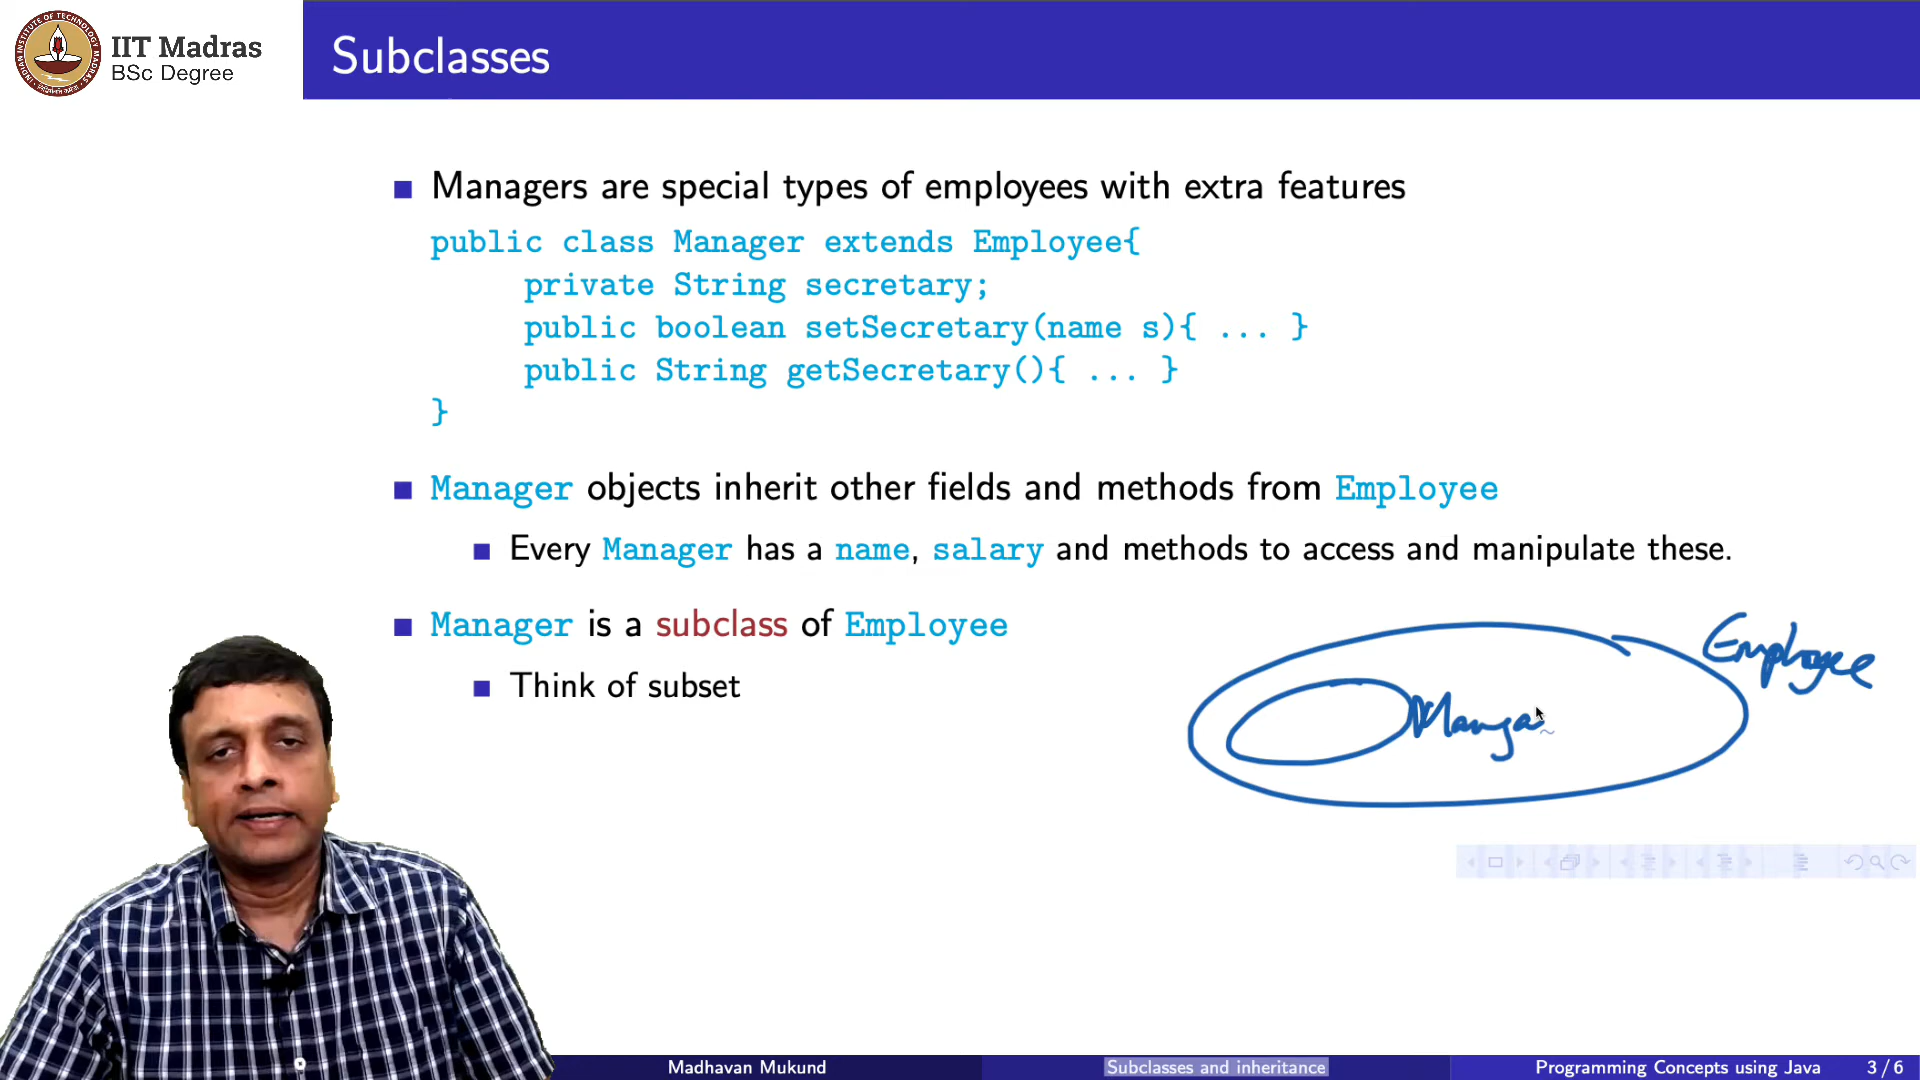 IIT Madras
BSc Degree
Subclasses
Managers are special types of employees with extra features
public class Manager extends Employee{
private String secretary;
public boolean setSecretary(name s){ ... }
public String getSecretary(){ ... }
}
Manager objects inherit other fields and methods from Employee
Every Manager has a name, salary and methods to access and manipulate these.
Manager is a subclass of Employee
Think of subset
Employee
Madhavan Mukund
Subclasses and inheritance
Programming Concepts using Java
3/6